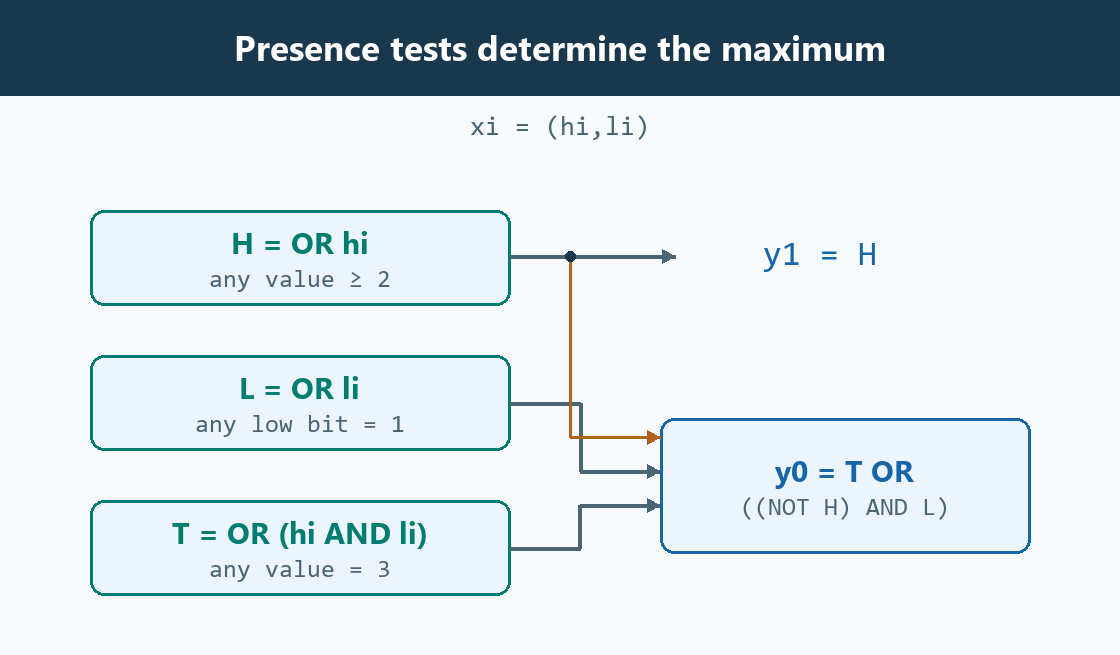 Presence tests determine the maximum
xi = (hi,li)
H = OR hi
any value ≥ 2
y1 = H
L = OR li
any low bit = 1
y0 = T OR
((NOT H) AND L)
T = OR (hi AND li)
any value = 3